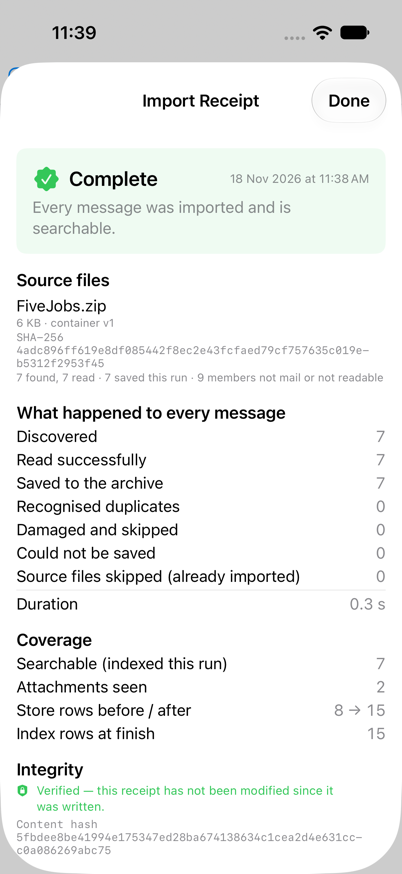 11:39
Import Receipt
Done
Complete
18 Nov 2026 at 11:38 AM
Every message was imported and is
searchable.
Source files
FiveJobs.zip
6 KB · container v1
SHA-256
4adc896ff619e8df085442f8ec2e43fcfaed79cf757635c019e-
b5312f2953f45
7 found, 7 read · 7 saved this run · 9 members not mail or not readable
What happened to every message
Discovered 7
Read successfully 7
Saved to the archive 7
Recognised duplicates 0
Damaged and skipped 0
Could not be saved 0
Source files skipped (already imported) 0
Duration 0.3 s
Coverage
Searchable (indexed this run) 7
Attachments seen 2
Store rows before / after 8 → 15
Index rows at finish 15
Integrity
Verified — this receipt has not been modified since it
was written.
Content hash
5fbdee8be41994e175347ed28ba674138634c1cea2d4e631cc-
c0a086269abc75